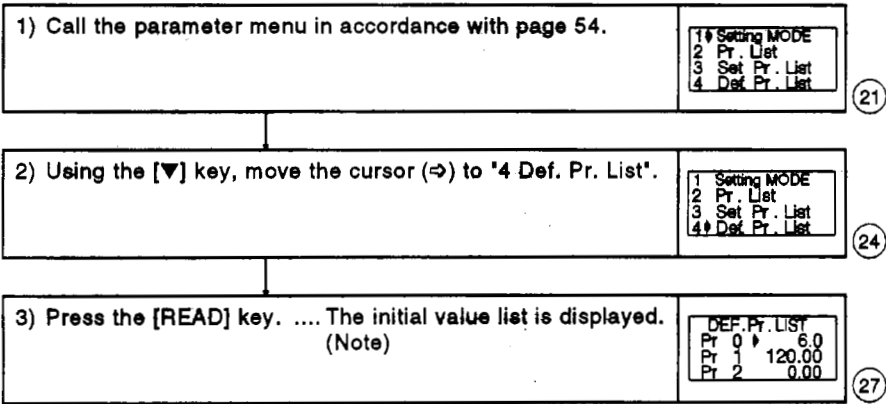 1) Call the parameter menu in accordance with page 54.
1 Setting MODE
2 Pr. List
3 Set Pr. List
4 Def. Pr. List
21
2) Using the [▼] key, move the cursor (⇨) to "4 Def. Pr. List".
1 Setting MODE
2 Pr. List
3 Set Pr. List
4 Def. Pr. List
24
3) Press the [READ] key. .... The initial value list is displayed.
(Note)
DEF.Pr.LIST
Pr 0 6.0
Pr 1 120.00
Pr 2 0.00
27